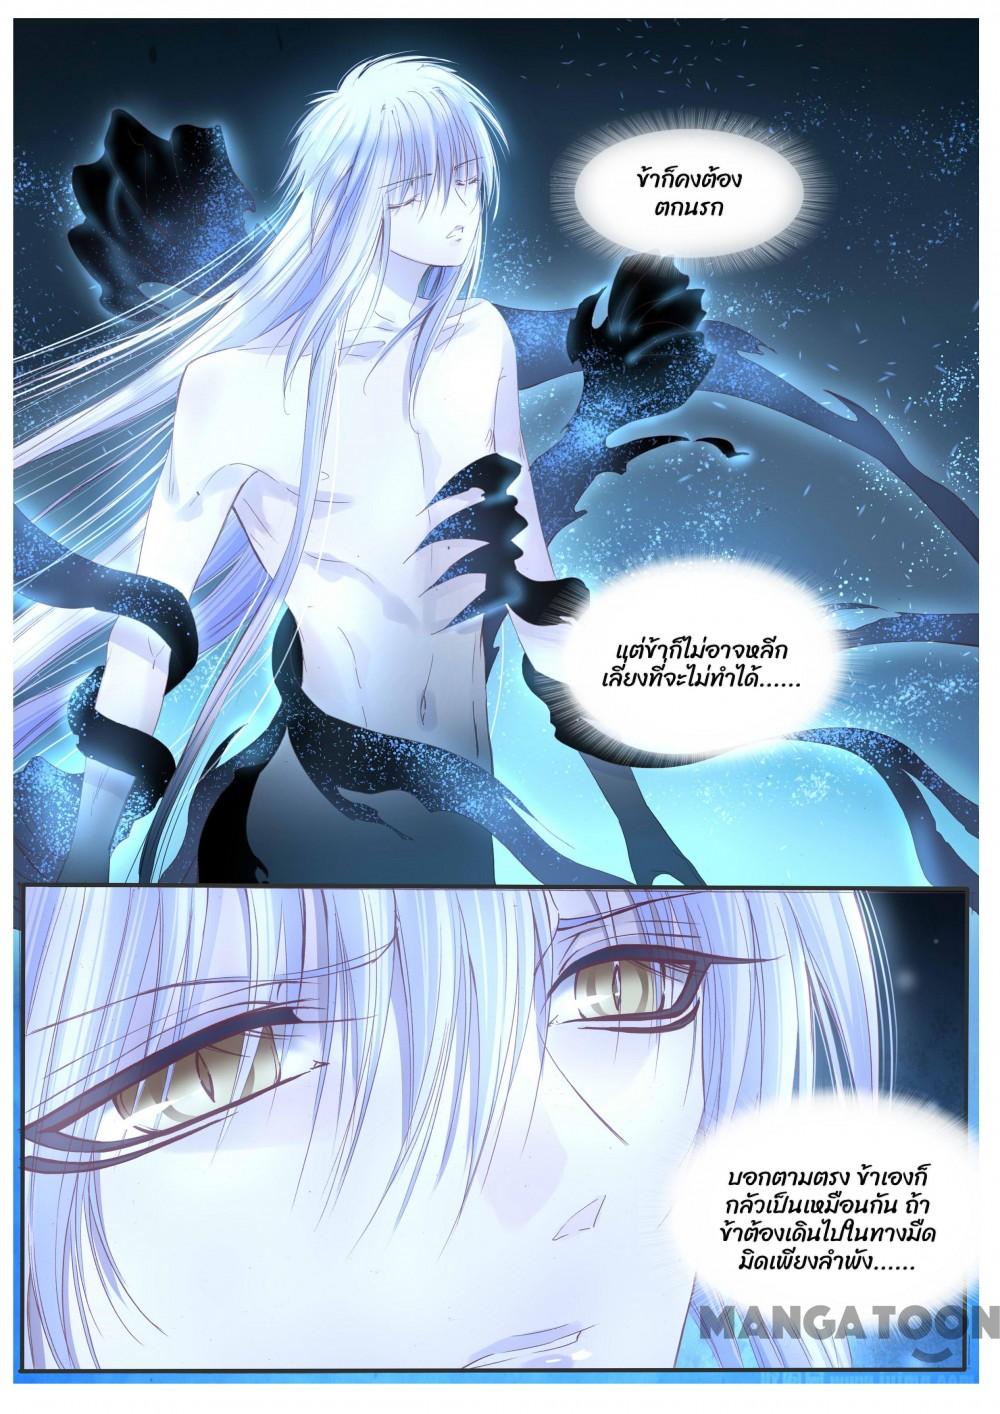 ข้าก็คงต้อง
ตกนรก
แต่ข้าก็ไม่อาจหลีก
เลี่ยงที่จะไม่ทำได้......
บอกตามตรง ข้าเองก็
กลัวเป็นเหมือนกัน ถ้า
ข้าต้องเดินไปในทางมืด
มิดเพียงลำพัง......
MANGATOON